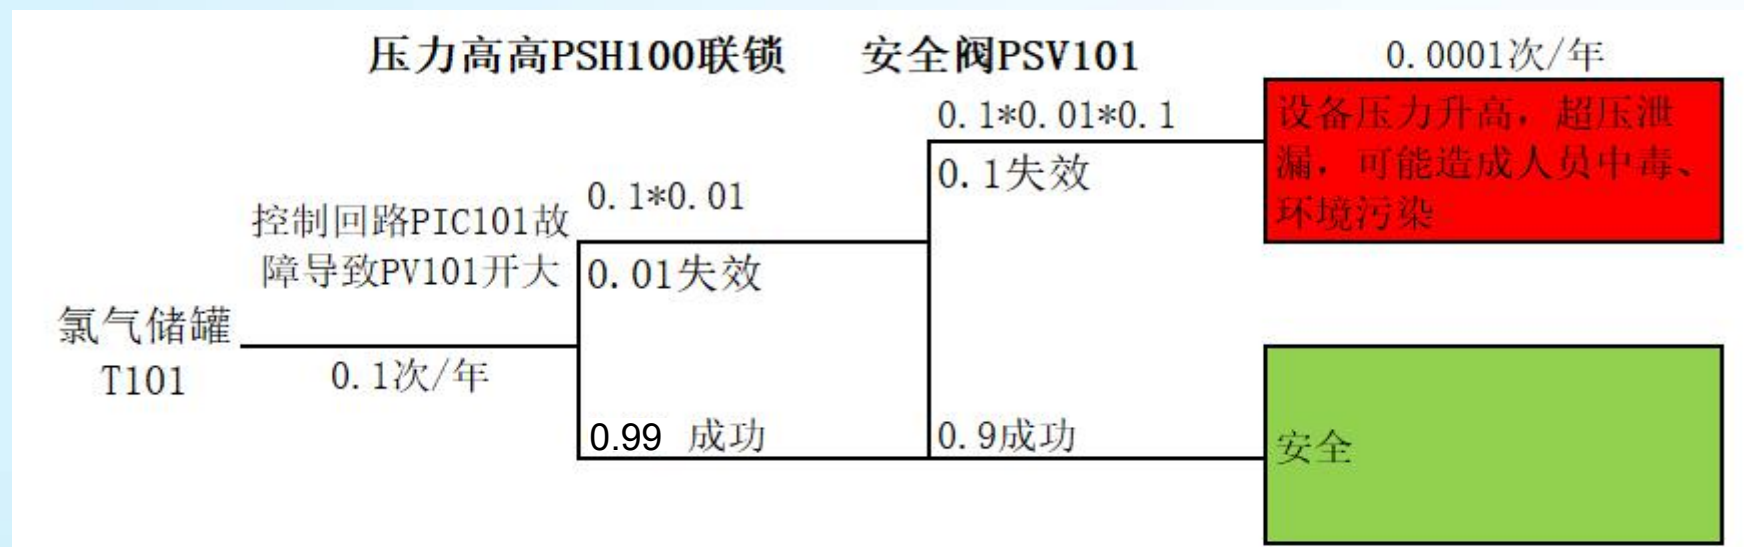 压力高高PSH100联锁
安全阀PSV101
0.0001次/年
0.1*0.01*0.1
设备压力升高，超压泄
漏，可能造成人员中毒、
环境污染
0.1失效
0.1*0.01
控制回路PIC101故
障导致PV101开大
0.01失效
氯气储罐
T101
0.1次/年
0.99 成功
0.9成功
安全